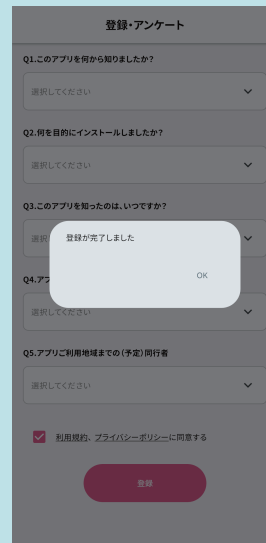 登録・アンケート
Q1.このアプリを何から知りましたか?
選択してください
Q2.何を目的にインストールしましたか?
選択してください
Q3.このアプリを知ったのは、いつですか?
選択
登録が完了しました
OK
Q4.アプ
選択してください
Q5.アプリご利用地域までの(予定)同行者
選択してください
利用規約、プライバシーポリシーに同意する
登録